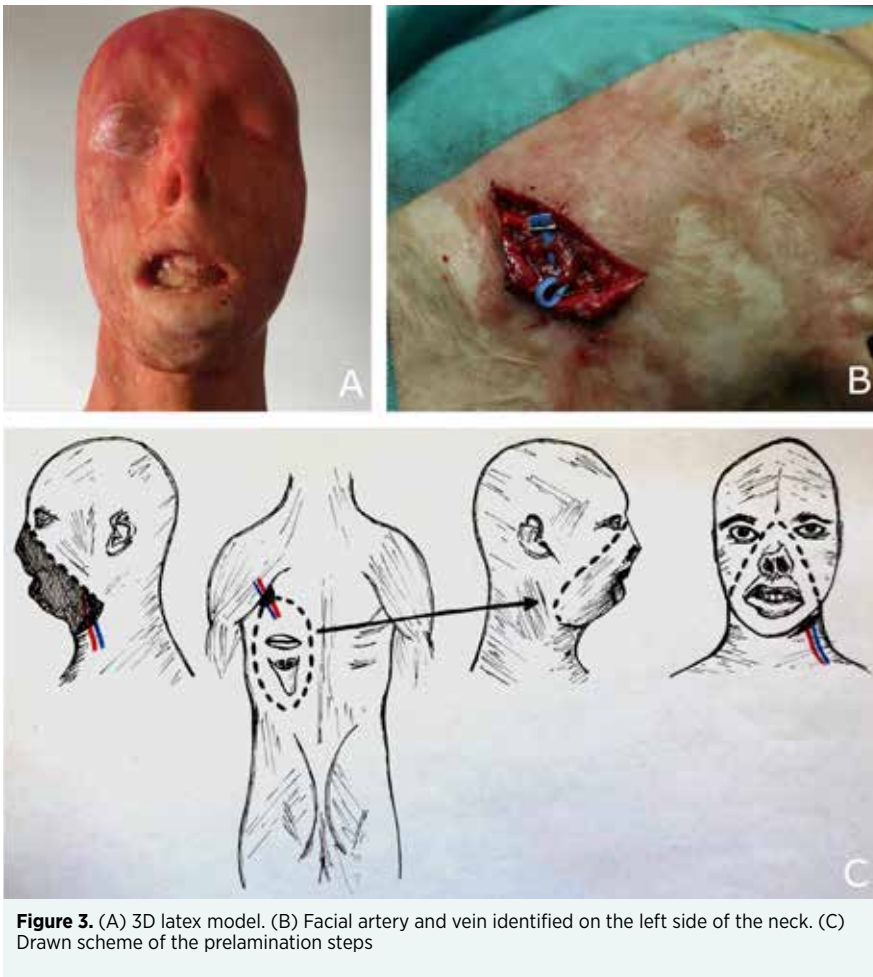 A
B
C
Figure 3. (A) 3D latex model. (B) Facial artery and vein identified on the left side of the neck. (C)
Drawn scheme of the prelamination steps